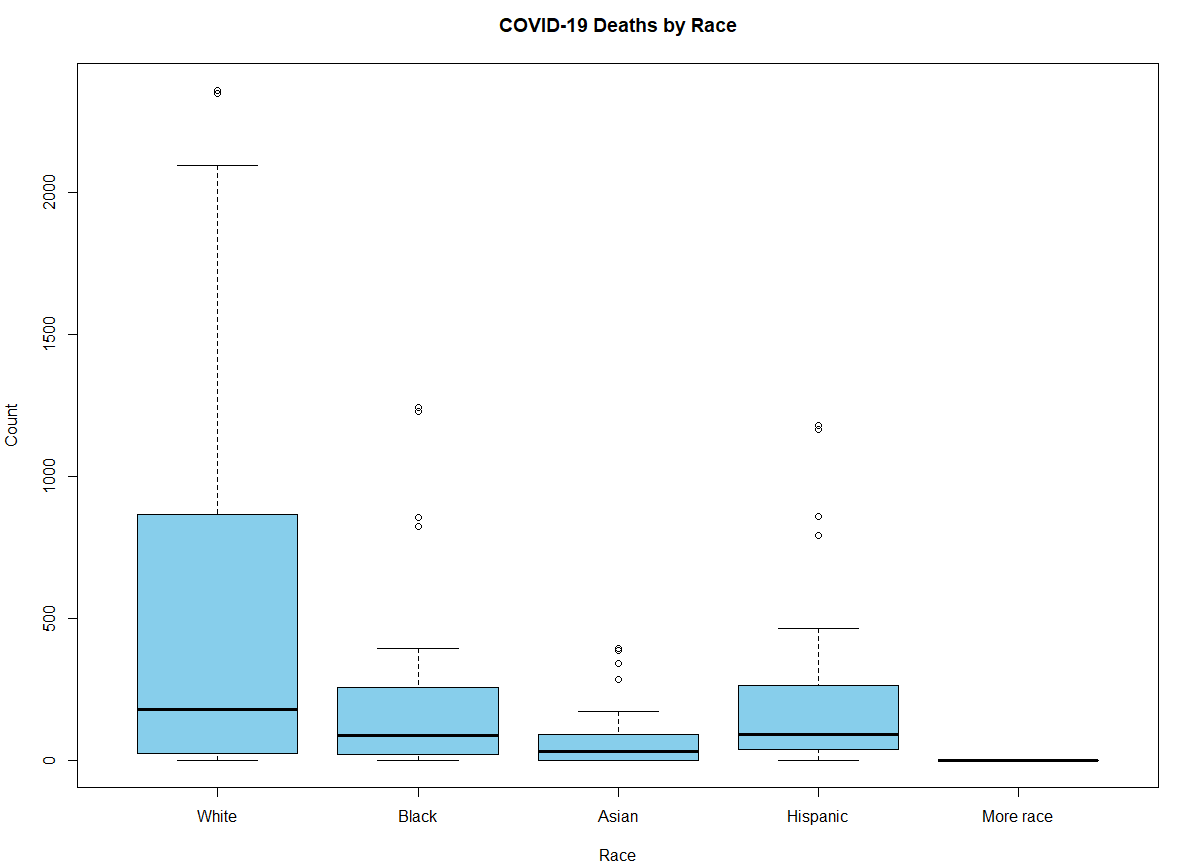 COVID-19 Deaths by Race
Count
2000
1500
1000
500
0
White
Black
Asian
Hispanic
More race
Race